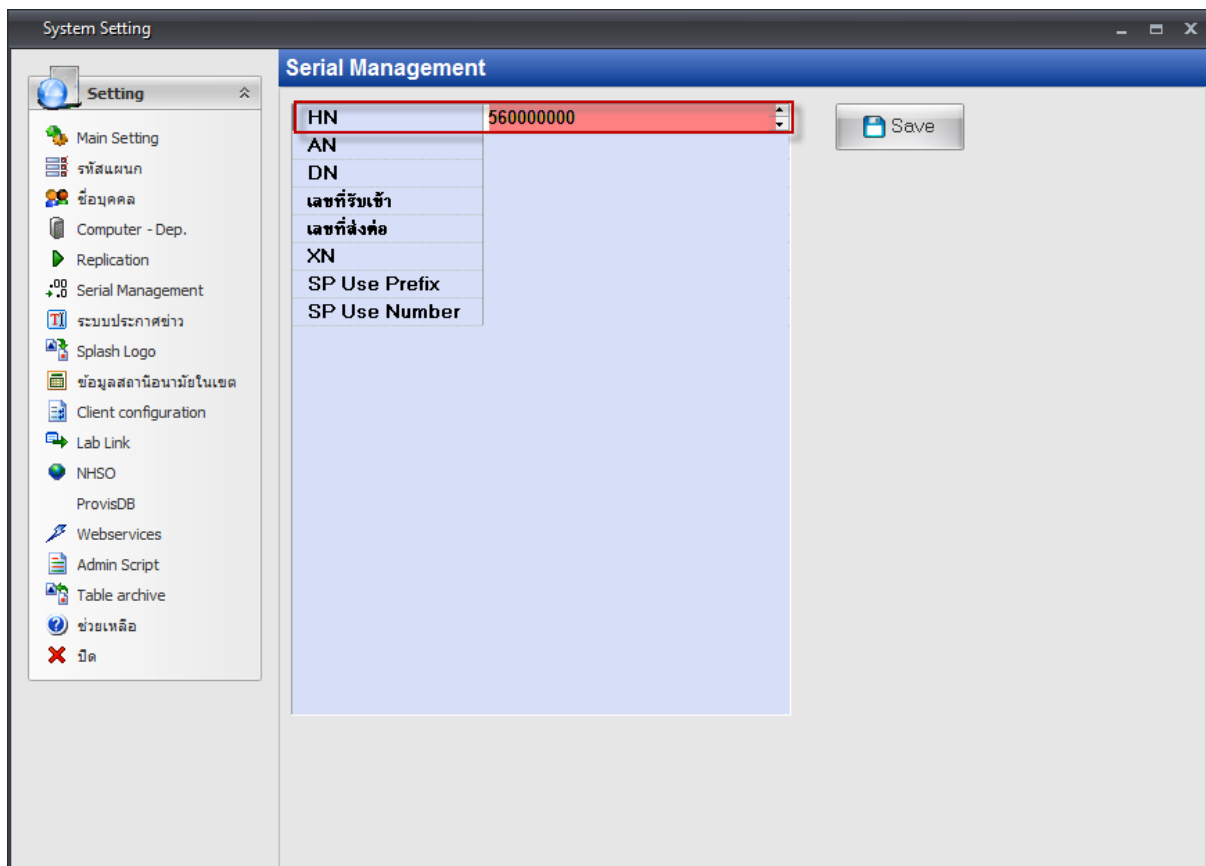 System Setting
Setting
Main Setting
รหัสแผนก
ชื่อบุคคล
Computer - Dep.
Replication
Serial Management
ระบบประกาศข่าว
Splash Logo
ข้อมูลสถานีอนามัยในเขต
Client configuration
Lab Link
NHSO
ProvisDB
Webservices
Admin Script
Table archive
ช่วยเหลือ
ปิด
Serial Management
HN 560000000
AN
DN
เลขที่รับเข้า
เลขที่ส่งต่อ
XN
SP Use Prefix
SP Use Number
Save